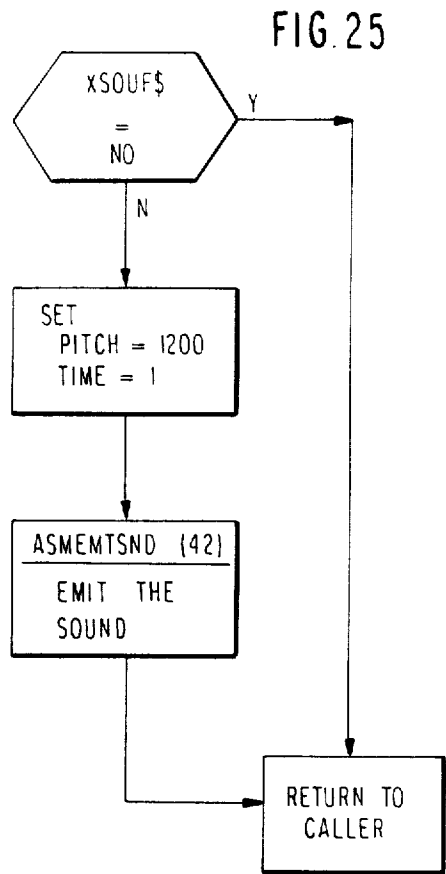 FIG. 25
XSOUF$
=
NO
Y
N
SET
PITCH = 1200
TIME = 1
ASMEMTSND (42)
EMIT THE
SOUND
RETURN TO
CALLER